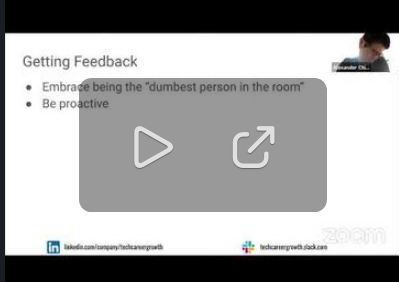 Getting Feedback
Alexander Chi...
• Embrace being the "dumbest person in the room"
• Be proactive
linkedin.com/company/techcareergrowth
techcareergrowth.slack.com
zoom